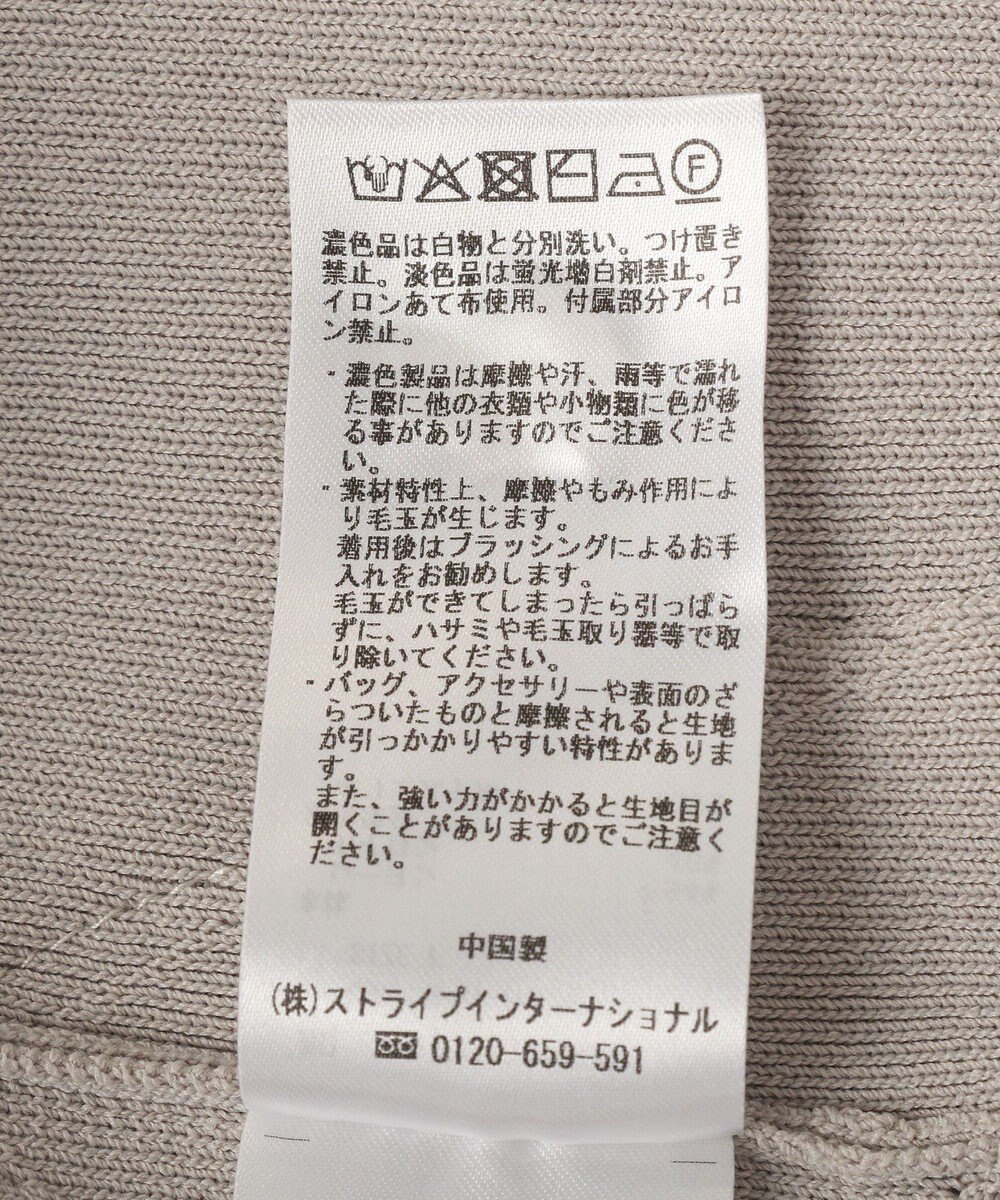 F
濃色品は白物と分別洗い。つけ置き
禁止。淡色品は蛍光増白剤禁止。ア
イロンあて布使用。付属部分アイロ
ン禁止。
・濃色製品は摩擦や汗、雨等で濡れ
た際に他の衣類や小物類に色が移
る事がありますのでご注意くださ
い。
・素材特性上、摩擦やもみ作用によ
り毛玉が生じます。
着用後はブラッシングによるお手
入れをお勧めします。
毛玉ができてしまったら引っぱら
ずに、ハサミや毛玉取り器等で取
り除いてください。
・バッグ、アクセサリーや表面のざ
らついたものと摩擦されると生地
が引っかかりやすい特性がありま
す。
また、強い力がかかると生地目が
開くことがありますのでご注意く
ださい。
中国製
(株)ストライプインターナショナル
0120-659-591